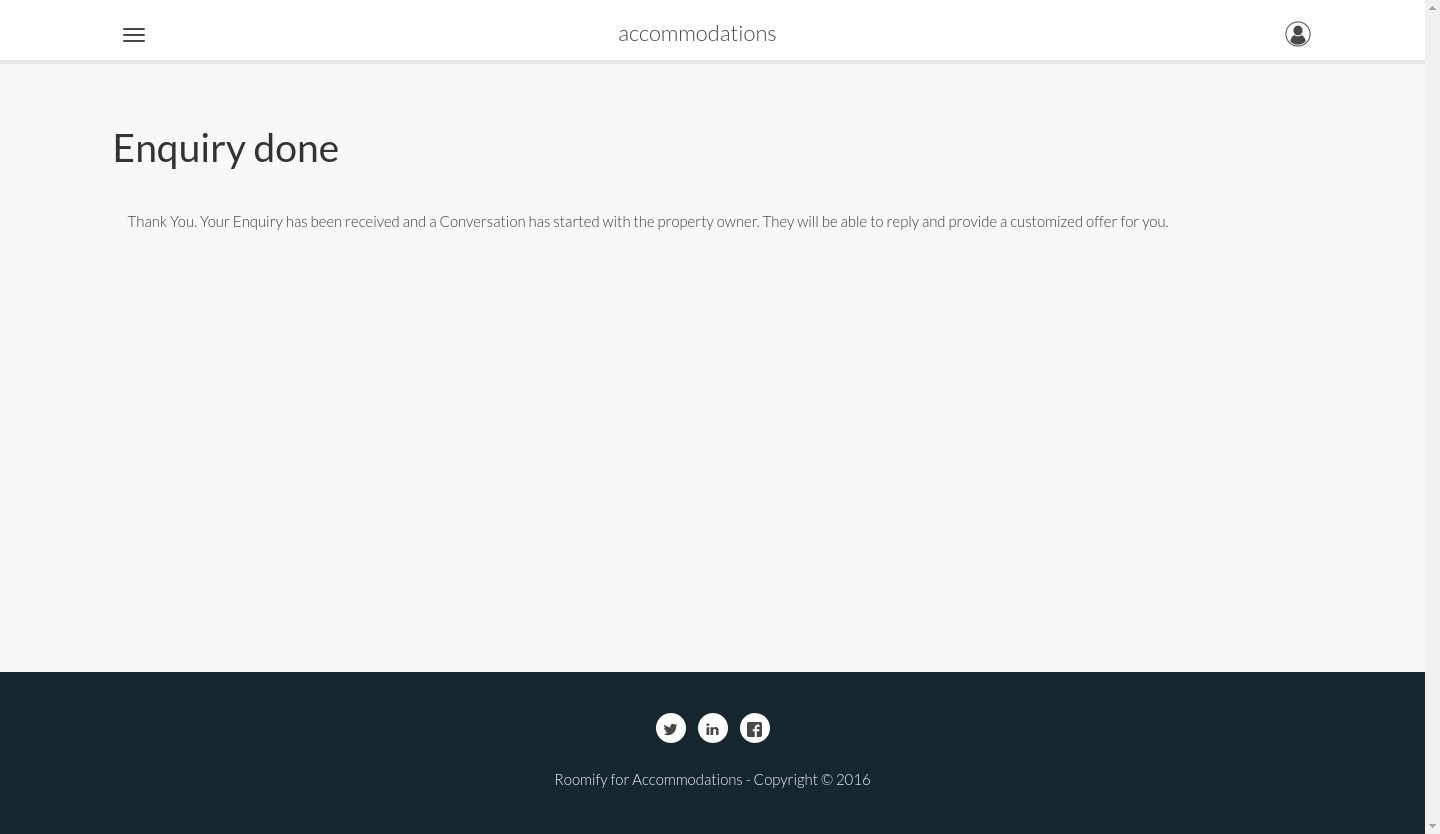 accommodations
Enquiry done
Thank You. Your Enquiry has been received and a Conversation has started with the property owner. They will be able to reply and provide a customized offer for you.
Roomify for Accommodations - Copyright © 2016